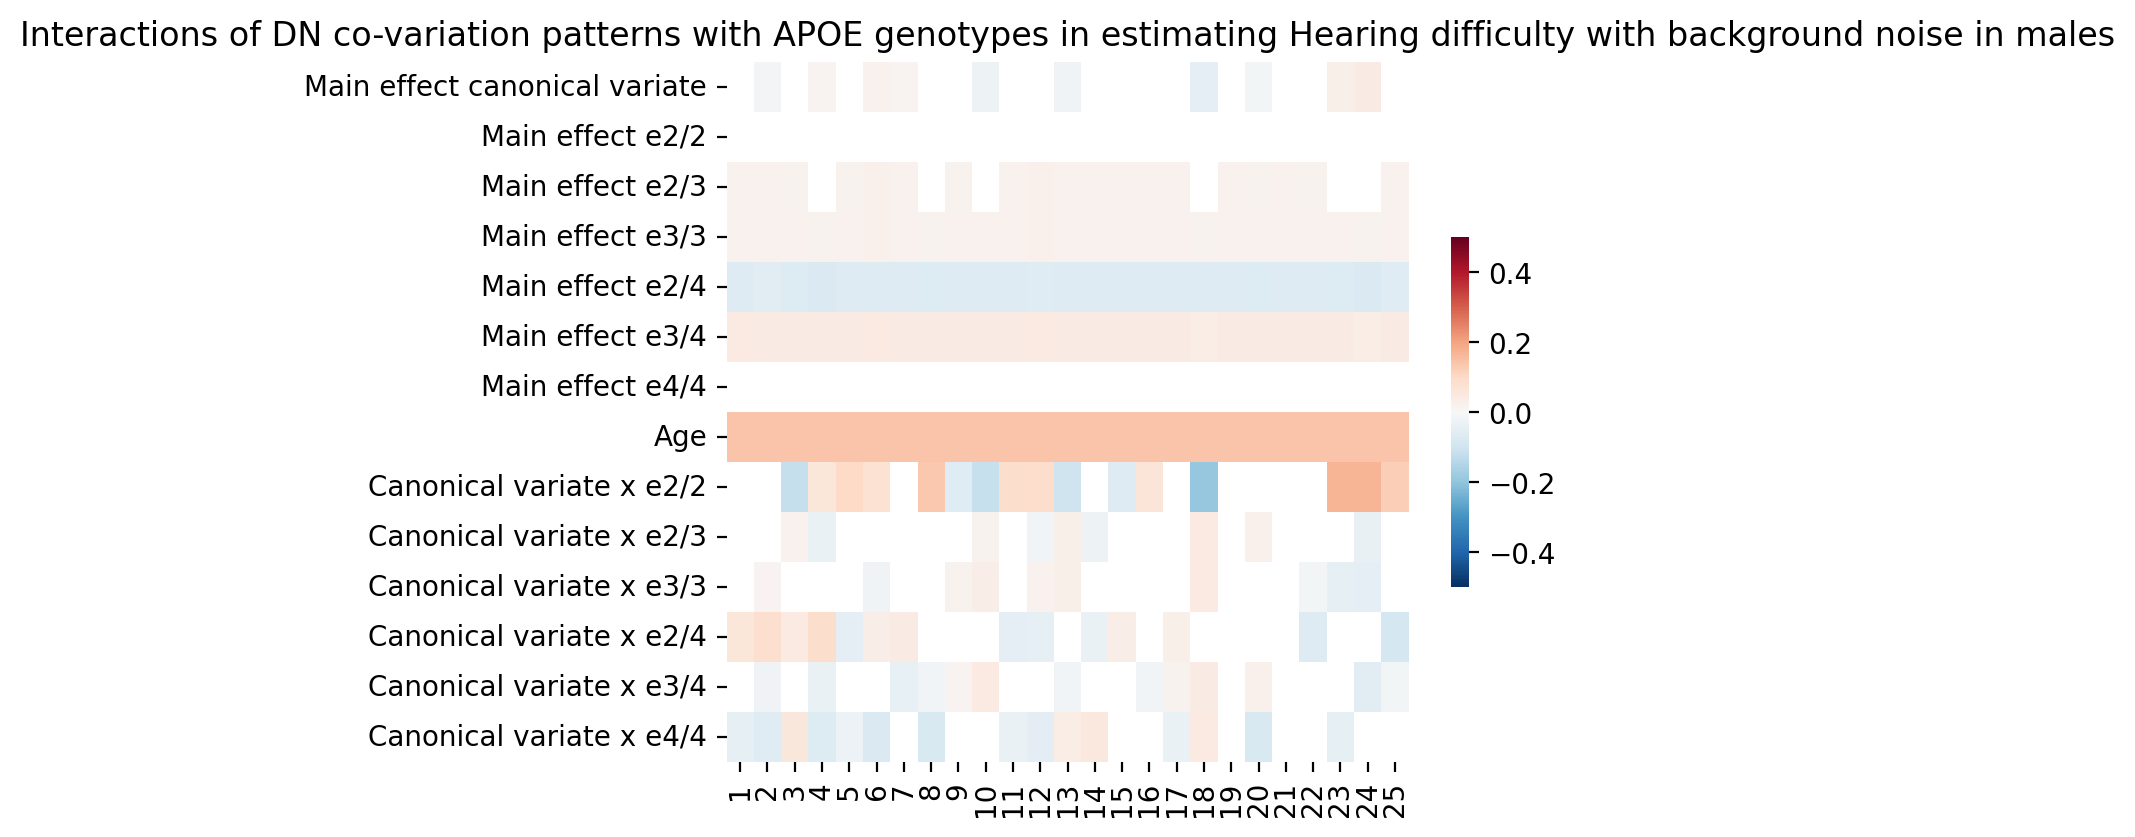 Interactions of DN co-variation patterns with APOE genotypes in estimating Hearing difficulty with background noise in males
Main effect canonical variate
Main effect e2/2
Main effect e2/3
Main effect e3/3
Main effect e2/4
Main effect e3/4
Main effect e4/4
Age
Canonical variate x e2/2
Canonical variate x e2/3
Canonical variate x e3/3
Canonical variate x e2/4
Canonical variate x e3/4
Canonical variate x e4/4
1 2 3 4 5 6 7 8 9 10 11 12 13 14 15 16 17 18 19 20 21 22 23 24 25
0.4
0.2
0.0
−0.2
−0.4